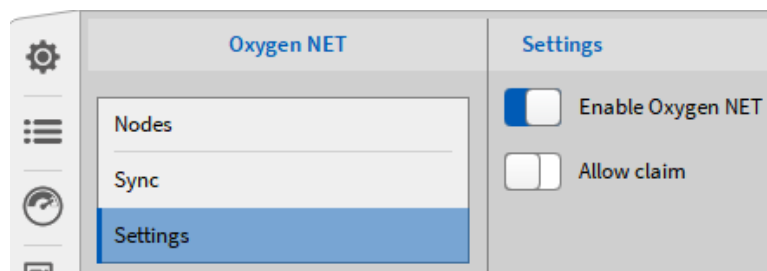 Oxygen NET
Settings
Nodes
Sync
Settings
Enable Oxygen NET
Allow claim